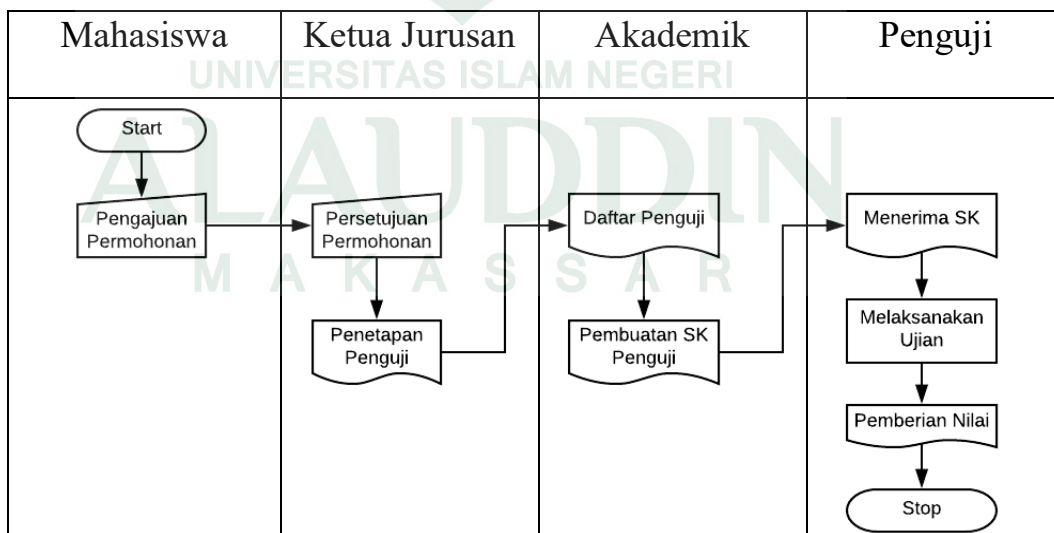 Mahasiswa
Ketua Jurusan
Akademik
Penguji
UNIVERSITAS ISLAM NEGERI
ALAUDDIN
MAKASSAR
Start
Pengajuan
Permohonan
Persetujuan
Permohonan
Penetapan
Penguji
Daftar Penguji
Pembuatan SK
Penguji
Menerima SK
Melaksanakan
Ujian
Pemberian Nilai
Stop